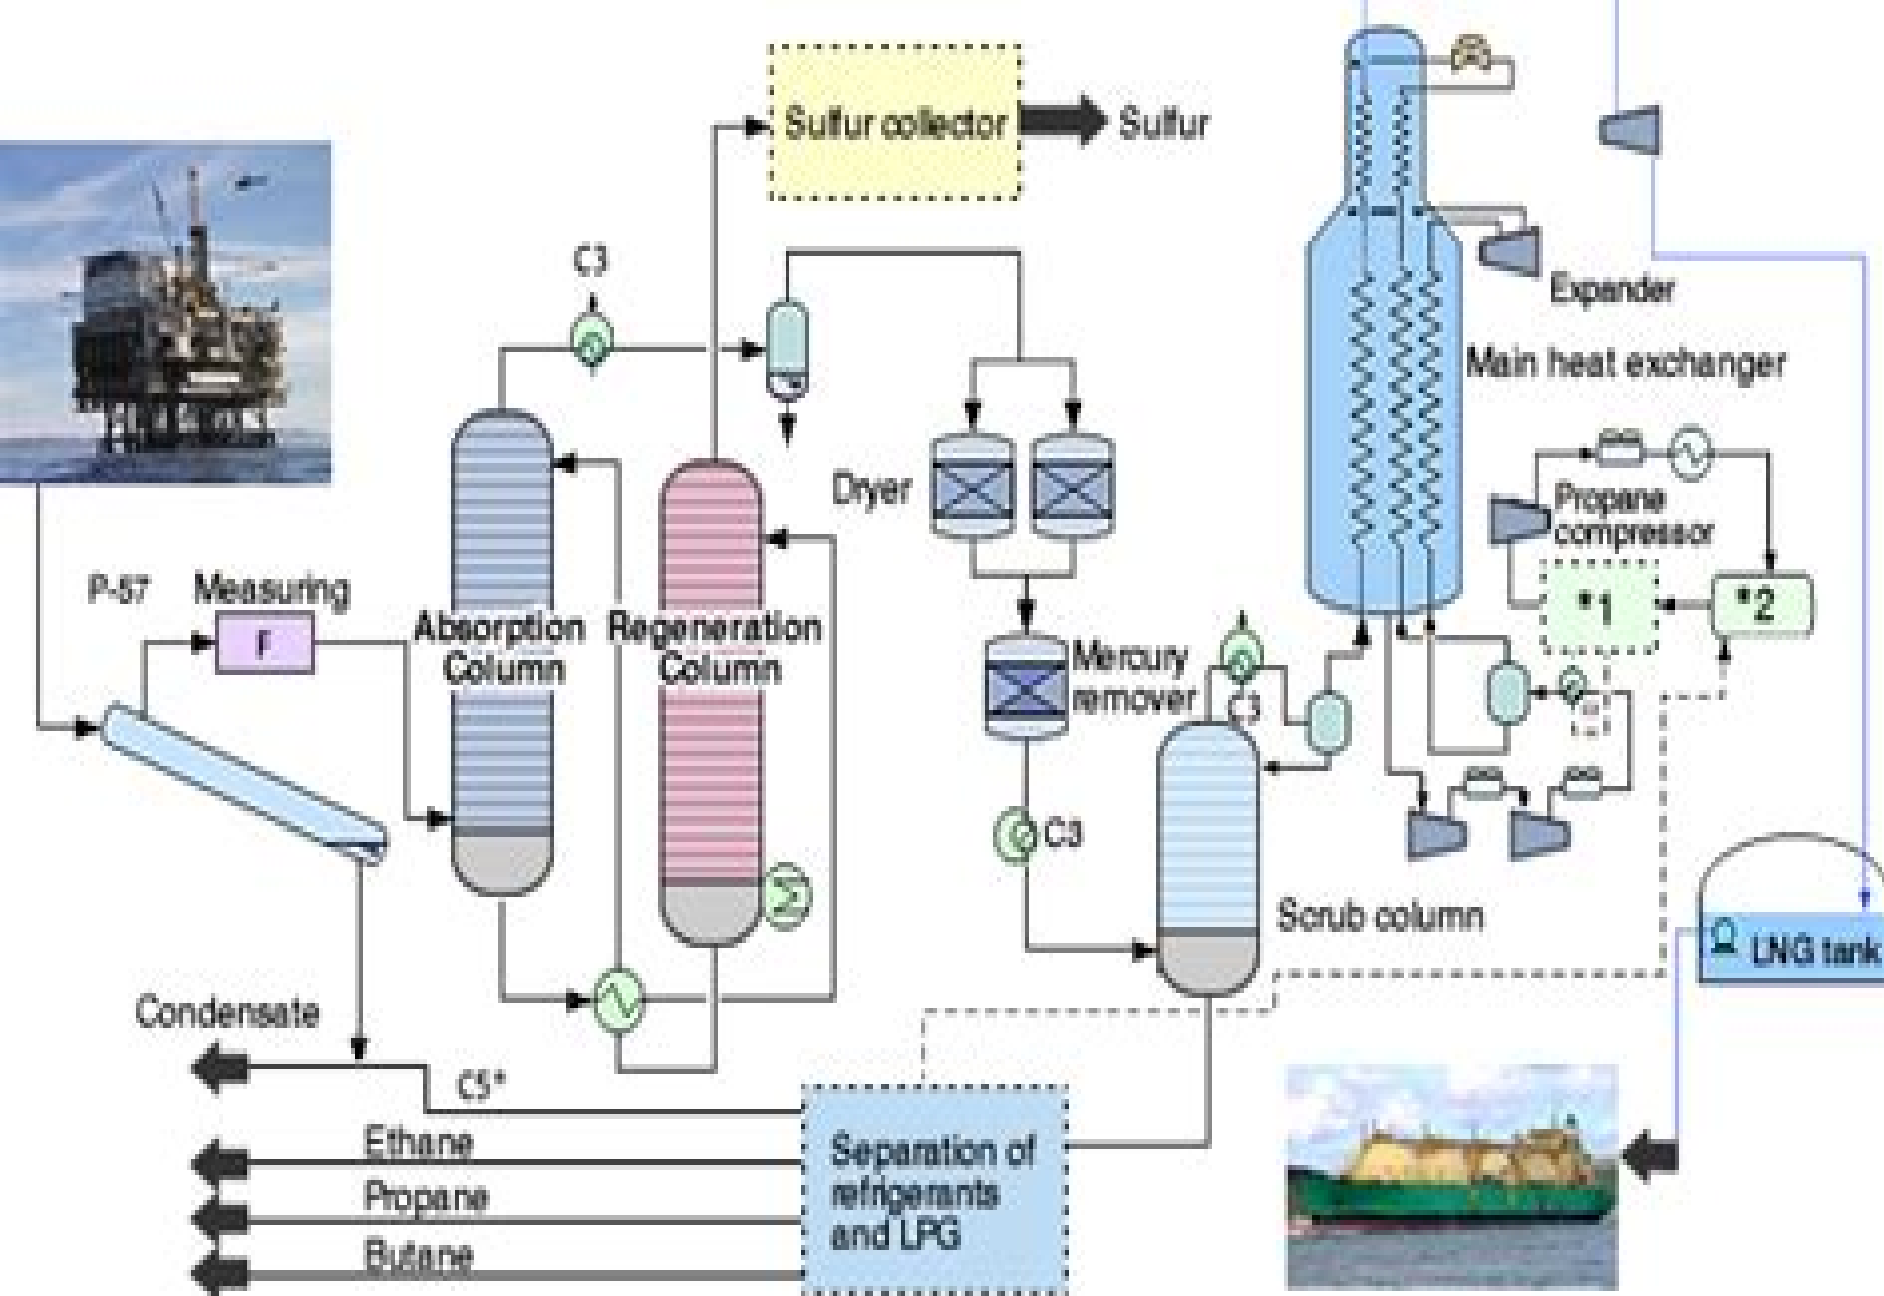 Sulfur collector
Sulfur
C3
Expander
Main heat exchanger
Dryer
Propane
compressor
P-57
Measuring
F
Absorption
Column
Regeneration
Column
*1
*2
Mercury
remover
C3
C3
Scrub column
LNG tank
Condensate
C5+
Ethane
Propane
Butane
Separation of
refrigerants
and LPG